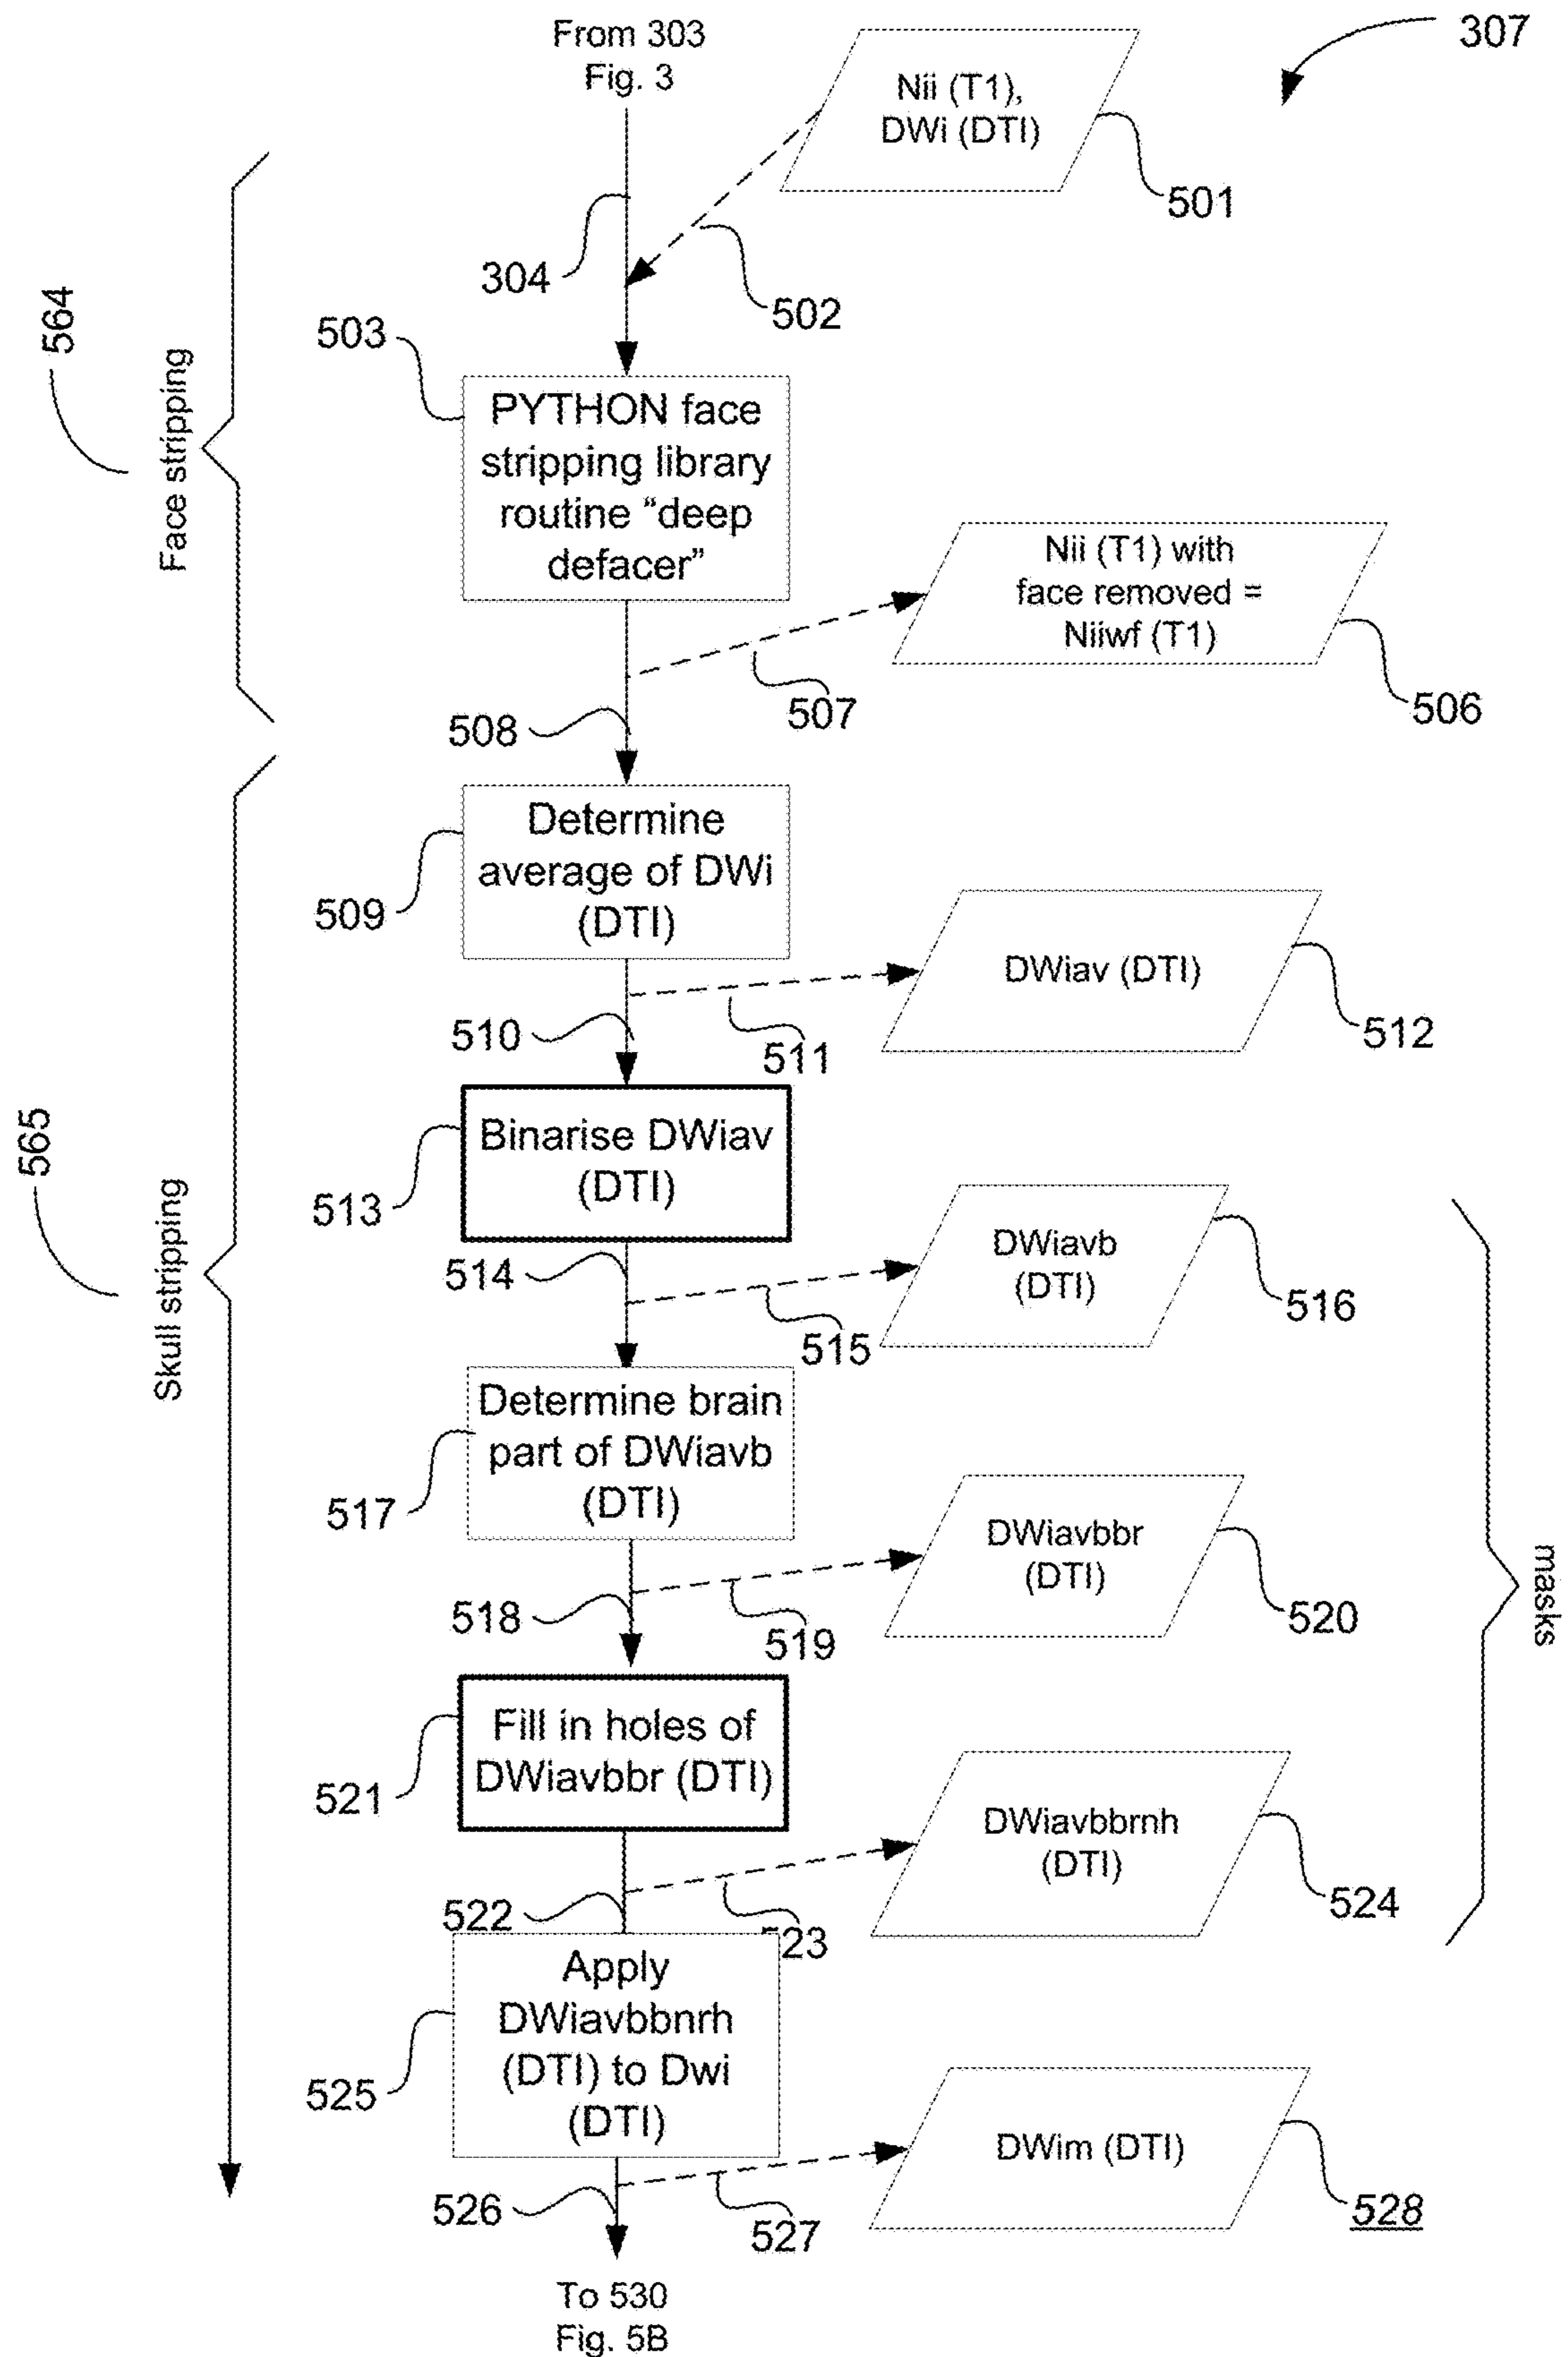 From 303
Fig. 3
307
Nii (T1),
DWi (DTI)
501
304
502
564
Face stripping
503
PYTHON face
stripping library
routine “deep
defacer”
Nii (T1) with
face removed =
Niiwf (T1)
507
506
508
Determine
average of DWi
(DTI)
509
DWiav (DTI)
510
511
512
565
Skull stripping
Binarise DWiav
(DTI)
513
DWiavb
(DTI)
514
515
516
Determine brain
part of DWiavb
(DTI)
517
DWiavbbr
(DTI)
518
519
520
masks
Fill in holes of
DWiavbbr (DTI)
521
DWiavbbrnh
(DTI)
522
523
524
Apply
DWiavbbnrh
(DTI) to Dwi
(DTI)
525
DWim (DTI)
526
527
528
To 530
Fig. 5B